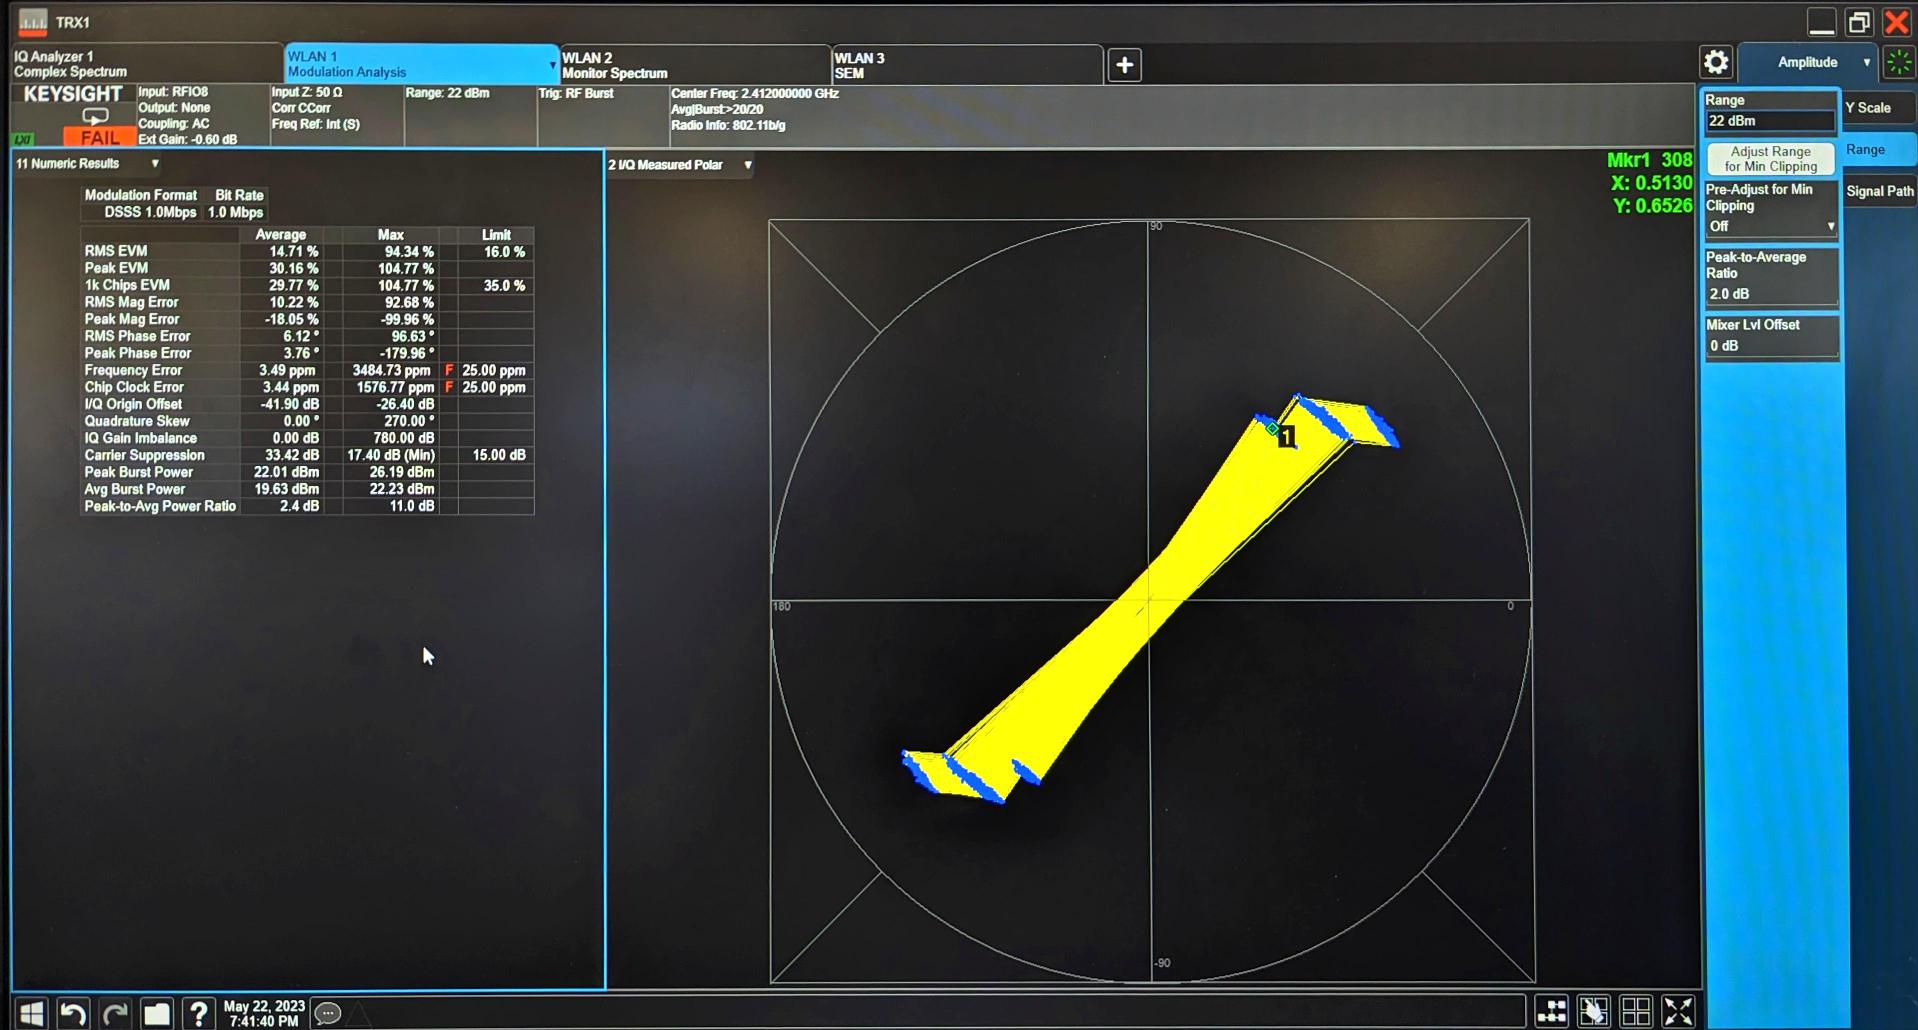 TRX1
IQ Analyzer 1
Complex Spectrum
WLAN 1
Modulation Analysis
WLAN 2
Monitor Spectrum
WLAN 3
SEM
Amplitude
KEYSIGHT
LXI
FAIL
Input: RFIO8
Output: None
Coupling: AC
Ext Gain: -0.60 dB
Input Z: 50 Ω
Corr CCorr
Freq Ref: Int (S)
Range: 22 dBm
Trig: RF Burst
Center Freq: 2.412000000 GHz
Avg|Burst:>20/20
Radio Info: 802.11b/g
11 Numeric Results
Modulation Format Bit Rate
DSSS 1.0Mbps 1.0 Mbps
Average Max Limit
RMS EVM 14.71 % 94.34 % 16.0 %
Peak EVM 30.16 % 104.77 %
1k Chips EVM 29.77 % 104.77 % 35.0 %
RMS Mag Error 10.22 % 92.68 %
Peak Mag Error -18.05 % -99.96 %
RMS Phase Error 6.12 ° 96.63 °
Peak Phase Error 3.76 ° -179.96 °
Frequency Error 3.49 ppm 3484.73 ppm F 25.00 ppm
Chip Clock Error 3.44 ppm 1576.77 ppm F 25.00 ppm
I/Q Origin Offset -41.90 dB -26.40 dB
Quadrature Skew 0.00 ° 270.00 °
IQ Gain Imbalance 0.00 dB 780.00 dB
Carrier Suppression 33.42 dB 17.40 dB (Min) 15.00 dB
Peak Burst Power 22.01 dBm 26.19 dBm
Avg Burst Power 19.63 dBm 22.23 dBm
Peak-to-Avg Power Ratio 2.4 dB 11.0 dB
2 I/Q Measured Polar
Mkr1 308
X: 0.5130
Y: 0.6526
90
1
180
0
-90
Range
22 dBm
Adjust Range
for Min Clipping
Pre-Adjust for Min
Clipping
Off
Peak-to-Average
Ratio
2.0 dB
Mixer Lvl Offset
0 dB
Y Scale
Range
Signal Path
?
May 22, 2023
7:41:40 PM